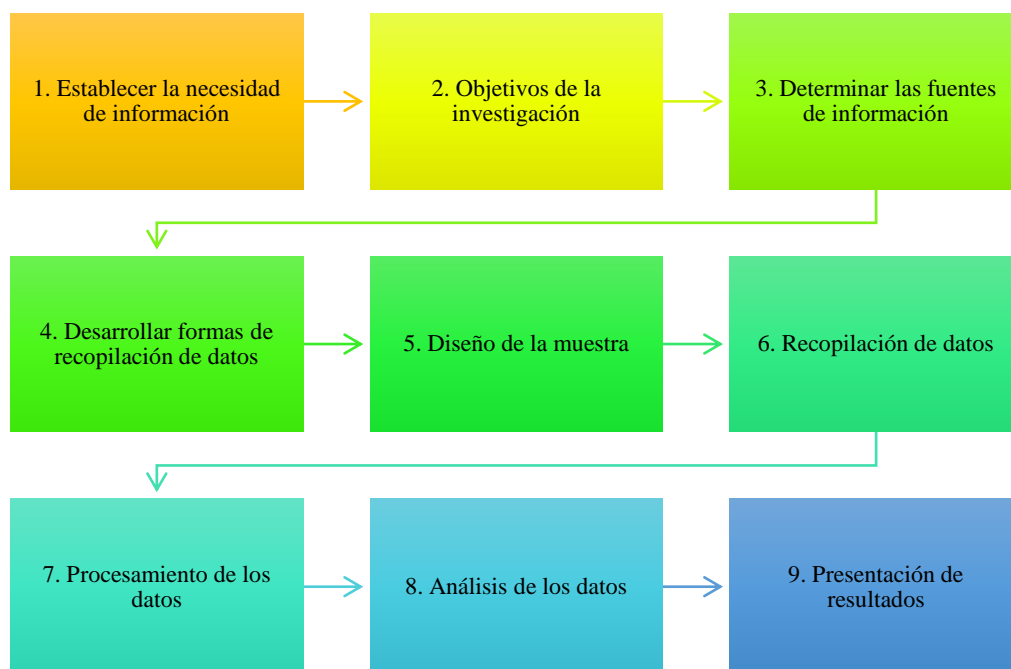 1. Establecer la necesidad
de información
2. Objetivos de la
investigación
3. Determinar las fuentes
de información
4. Desarrollar formas de
recopilación de datos
5. Diseño de la muestra
6. Recopilación de datos
7. Procesamiento de los
datos
8. Análisis de los datos
9. Presentación de
resultados